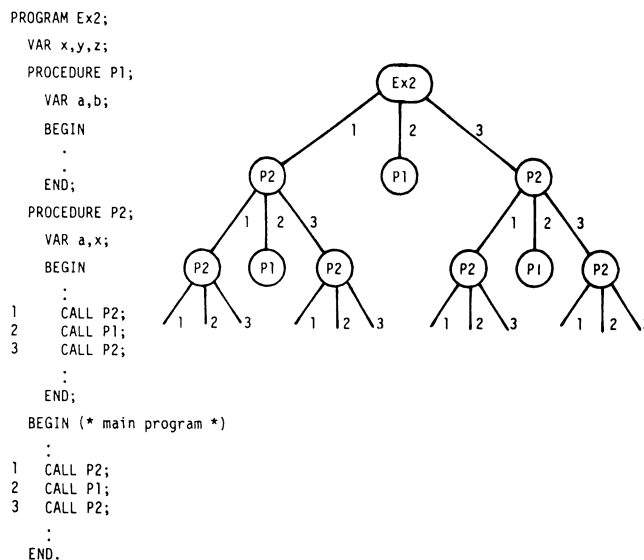 PROGRAM Ex2;
VAR x,y,z;
PROCEDURE P1;
VAR a,b;
BEGIN
.
.
END;
PROCEDURE P2;
VAR a,x;
BEGIN
:
1 CALL P2;
2 CALL P1;
3 CALL P2;
:
END;
BEGIN (* main program *)
:
1 CALL P2;
2 CALL P1;
3 CALL P2;
:
END.
Ex2
1 2 3
P2 P1 P2
1 2 3 1 2 3
P2 P1 P2 P2 P1 P2
1 2 3 1 2 3 1 2 3 1 2